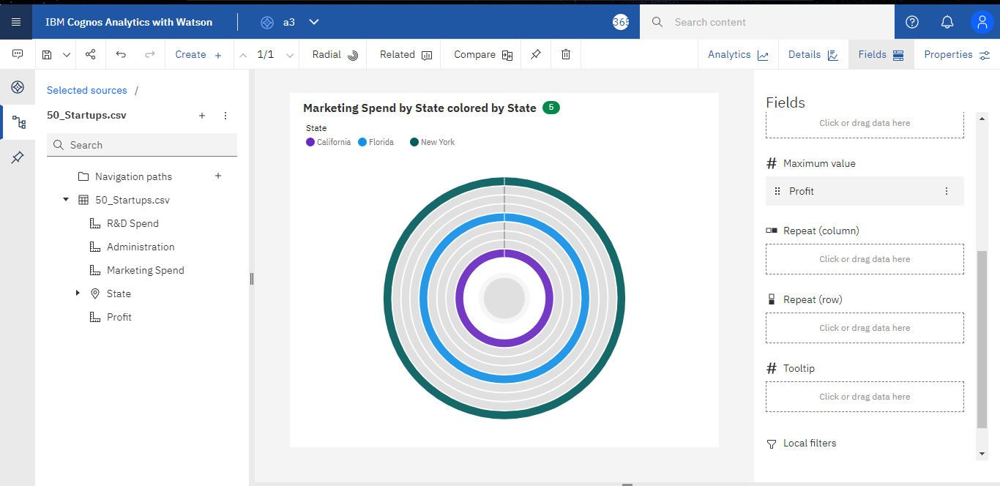 IBM Cognos Analytics with Watson
a3
365
Search content
Create +
1/1
Radial
Related
Compare
Analytics
Details
Fields
Properties
Selected sources /
50_Startups.csv
Search
Navigation paths
50_Startups.csv
R&D Spend
Administration
Marketing Spend
State
Profit
Marketing Spend by State colored by State 5
State
California Florida New York
Fields
Click or drag data here
# Maximum value
Profit
Repeat (column)
Click or drag data here
Repeat (row)
Click or drag data here
# Tooltip
Click or drag data here
Local filters